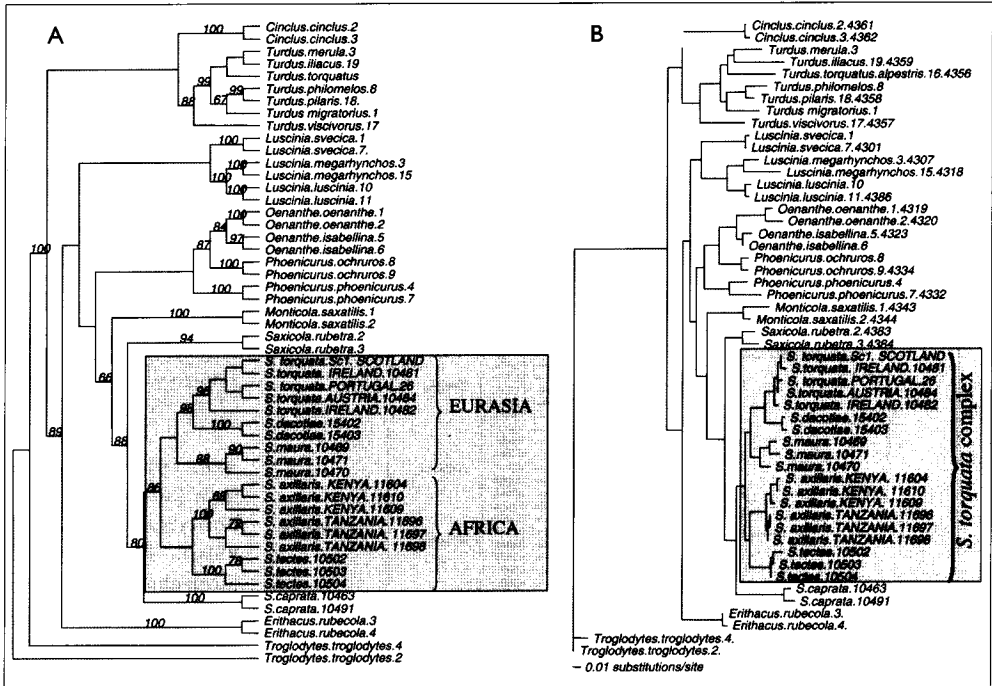 A
Cinclus.cinclus.2
Cinclus.cinclus.3
Turdus.merula.3
Turdus.iliacus.19
Turdus.torquatus
Turdus.philomelos.8
Turdus.pilaris.18.
Turdus migratorius.1
Turdus.viscivorus.17
Luscinia.svecica.1
Luscinia.svecica.7.
Luscinia.megarhynchos.3
Luscinia.megarhynchos.15
Luscinia.luscinia.10
Luscinia.luscinia.11
Oenanthe.oenanthe.1
Oenanthe.oenanthe.2
Oenanthe.isabellina.5
Oenanthe.isabellina.6
Phoenicurus.ochruros.8
Phoenicurus.ochruros.9
Phoenicurus.phoenicurus.4
Phoenicurus.phoenicurus.7
Monticola.saxatilis.1
Monticola.saxatilis.2
Saxicola.rubetra.2
Saxicola.rubetra.3
S. torquata.Sc1. SCOTLAND
S. torquata. IRELAND.10481
S. torquata.PORTUGAL.26
S. torquata.AUSTRIA.10484
S. torquata.IRELAND.10482
S.dacotiae.15402
S.dacotiae.15403
S.maura.10469
S.maura.10471
S.maura.10470
S. axillaris. KENYA.11604
S. axillaris.KENYA.11610
S. axillaris.KENYA.11609
S. axillaris.TANZANIA.11696
S. axillaris.TANZANIA.11697
S. axillaris.TANZANIA. 11698
S.tectes.10502
S.tectes.10503
S.tectes.10504
S.caprata.10463
S.caprata.10491
Erithacus.rubecola.3
Erithacus.rubecola.4
Troglodytes.troglodytes.4
Troglodytes.troglodytes.2
EURASIA
AFRICA
100
99
99
67
88
100
100
100
100
100
84
97
87
100
100
100
94
66
89
88
80
86
98
98
100
90
88
88
100
78
78
100
100
100
B
Cinclus.cinclus.2.4361
Cinclus.cinclus.3.4362
Turdus.merula.3
Turdus.iliacus.19.4359
Turdus.torquatus.alpestris.16.4356
Turdus.philomelos.8
Turdus.pilaris.18.4358
Turdus.migratorius.1
Turdus.viscivorus.17.4357
Luscinia.svecica.1
Luscinia.svecica.7.4301
Luscinia.megarhynchos.3.4307
Luscinia.megarhynchos.15.4318
Luscinia.luscinia.10
Luscinia.luscinia.11.4386
Oenanthe.oenanthe.1.4319
Oenanthe.oenanthe.2.4320
Oenanthe.isabellina.5.4323
Oenanthe.isabellina.6
Phoenicurus.ochruros.8
Phoenicurus.ochruros.9.4334
Phoenicurus.phoenicurus.4
Phoenicurus.phoenicurus.7.4332
Monticola.saxatilis.1.4343
Monticola.saxatilis.2.4344
Saxicola.rubetra.2.4383
Saxicola.rubetra.3.4384
S. torquata.Sc1. SCOTLAND
S. torquata. IRELAND.10481
S. torquata.PORTUGAL.26
S. torquata.AUSTRIA.10484
S. torquata. IRELAND.10482
S.dacotiae.15402
S.dacotiae.15403
S.maura.10469
S.maura.10471
S.maura.10470
S. axillaris. KENYA. 11604
S. axillaris.KENYA.11610
S. axillaris.KENYA.11609
S. axillaris.TANZANIA.11696
S. axillaris.TANZANIA.11697
S. axillaris.TANZANIA.11698
S.tectes.10502
S.tectes.10503
S.tectes.10504
S.caprata.10463
S.caprata.10491
Erithacus.rubecola.3.
Erithacus.rubecola.4.
Troglodytes.troglodytes.4.
Troglodytes.troglodytes.2.
0.01 substitutions/site
S. torquata complex